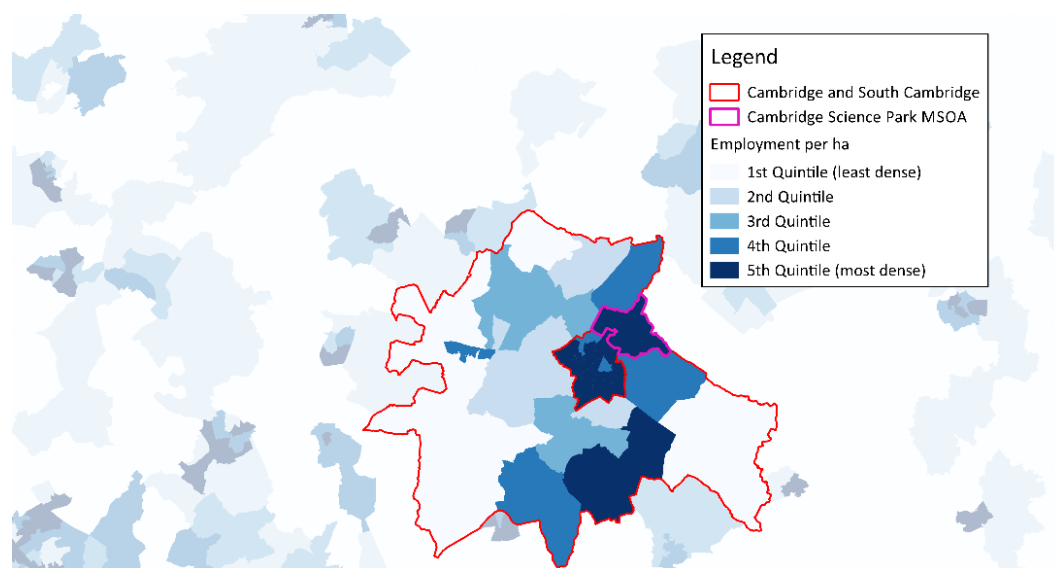 Legend
Cambridge and South Cambridge
Cambridge Science Park MSOA
Employment per ha
1st Quintile (least dense)
2nd Quintile
3rd Quintile
4th Quintile
5th Quintile (most dense)